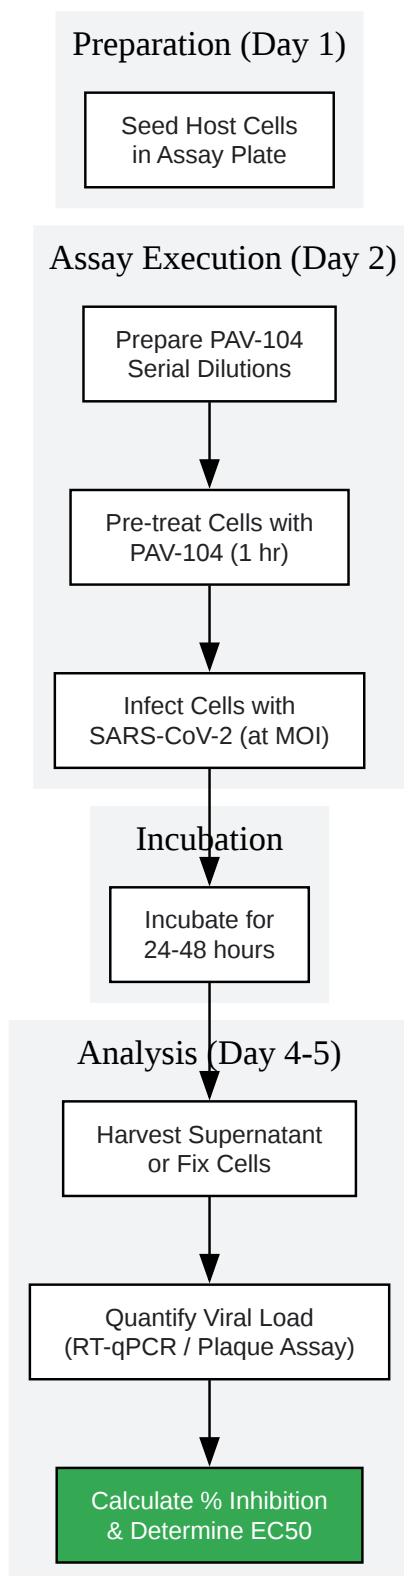 Preparation (Day 1)
Seed Host Cells
in Assay Plate
Assay Execution (Day 2)
Prepare PAV-104
Serial Dilutions
Pre-treat Cells with
PAV-104 (1 hr)
Infect Cells with
SARS-CoV-2 (at MOI)
Incubation
Incubate for
24-48 hours
Analysis (Day 4-5)
Harvest Supernatant
or Fix Cells
Quantify Viral Load
(RT-qPCR / Plaque Assay)
Calculate % Inhibition
& Determine EC50